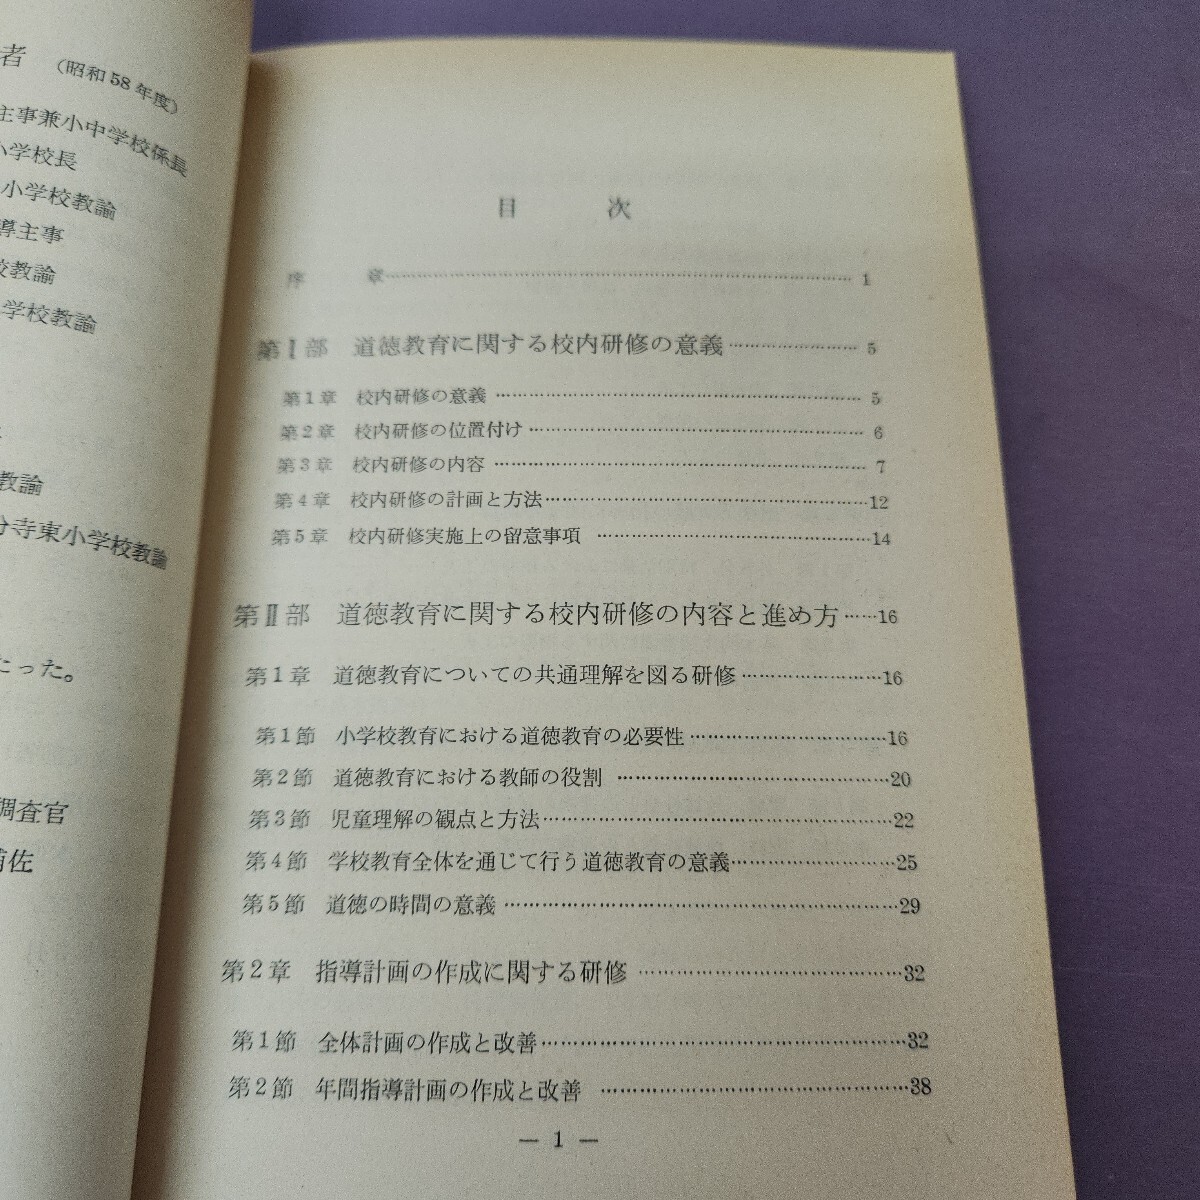 者 （昭和58年度）
主事兼小中学校係長
小学校長
小学校教諭
導主事
校教諭
学校教諭
教諭
分寺東小学校教諭
たった。
調査官
補佐
目 次
序 章…………………………………………………………1
第Ⅰ部 道徳教育に関する校内研修の意義………………5
第1章 校内研修の意義………………………………………5
第2章 校内研修の位置付け…………………………………6
第3章 校内研修の内容………………………………………7
第4章 校内研修の計画と方法………………………………12
第5章 校内研修実施上の留意事項…………………………14
第Ⅱ部 道徳教育に関する校内研修の内容と進め方……16
第1章 道徳教育についての共通理解を図る研修…………16
第1節 小学校教育における道徳教育の必要性……………16
第2節 道徳教育における教師の役割………………………20
第3節 児童理解の観点と方法………………………………22
第4節 学校教育全体を通じて行う道徳教育の意義………25
第5節 道徳の時間の意義……………………………………29
第2章 指導計画の作成に関する研修………………………32
第1節 全体計画の作成と改善………………………………32
第2節 年間指導計画の作成と改善…………………………38
— 1 —